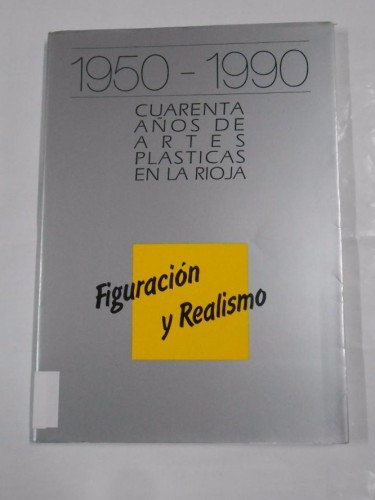 1950 - 1990
CUARENTA
AÑOS DE
ARTES
PLASTICAS
EN LA RIOJA
Figuración
y Realismo